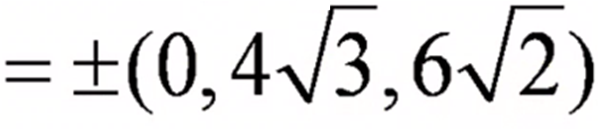 = ±(0, 4√3, 6√2)